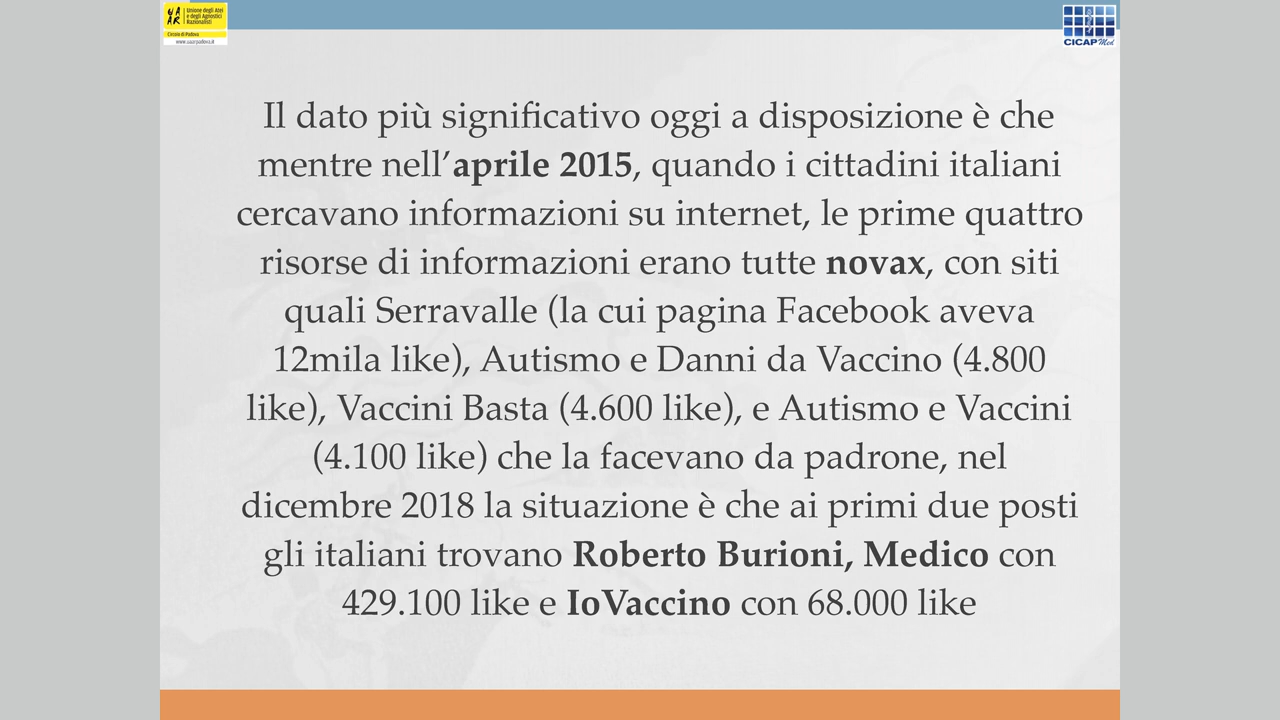 Unione degli Atei
e degli Agnostici
Razionalisti
Circolo di Padova
www.uaarpadova.it
CICAP Med
Il dato più significativo oggi a disposizione è che
mentre nell’aprile 2015, quando i cittadini italiani
cercavano informazioni su internet, le prime quattro
risorse di informazioni erano tutte novax, con siti
quali Serravalle (la cui pagina Facebook aveva
12mila like), Autismo e Danni da Vaccino (4.800
like), Vaccini Basta (4.600 like), e Autismo e Vaccini
(4.100 like) che la facevano da padrone, nel
dicembre 2018 la situazione è che ai primi due posti
gli italiani trovano Roberto Burioni, Medico con
429.100 like e IoVaccino con 68.000 like